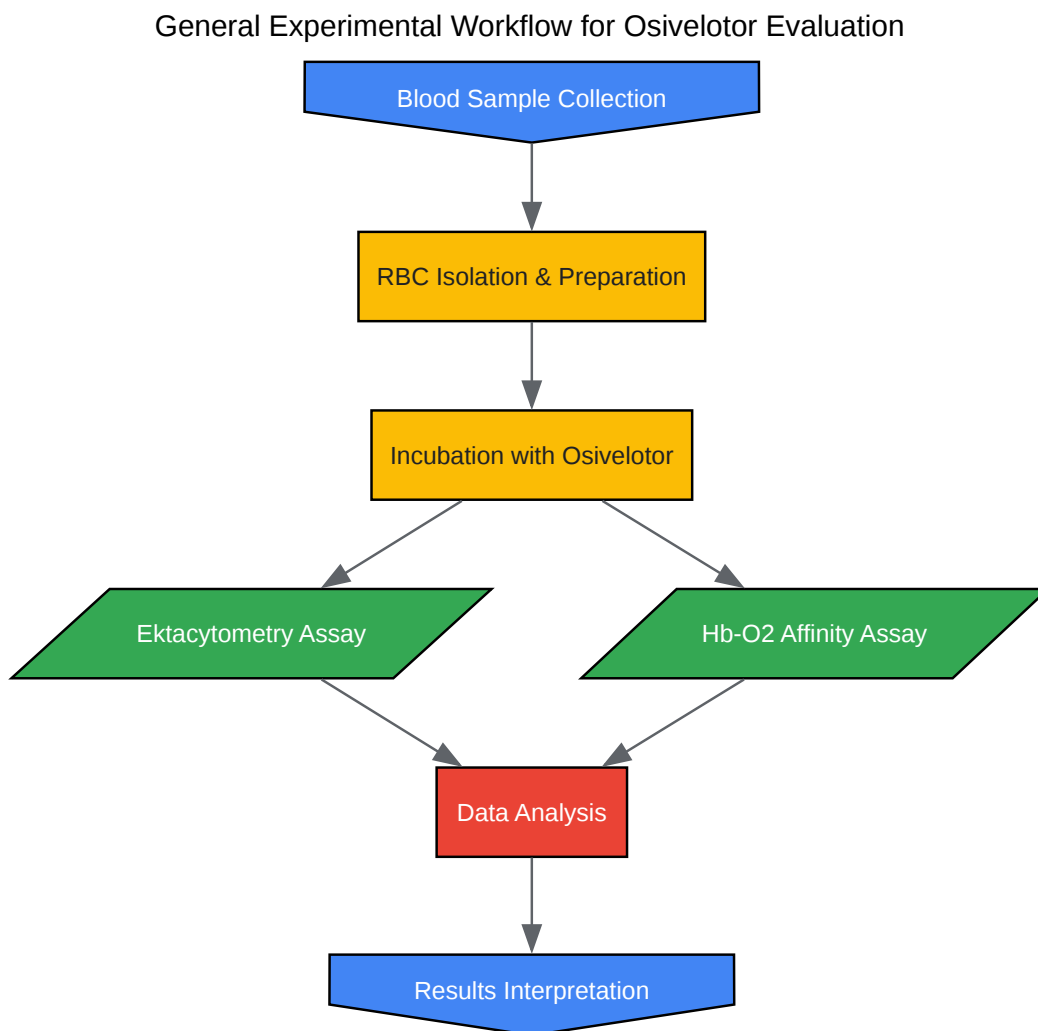 General Experimental Workflow for Osivelotor Evaluation
Blood Sample Collection
RBC Isolation & Preparation
Incubation with Osivelotor
Ektacytometry Assay
Hb-O2 Affinity Assay
Data Analysis
Results Interpretation